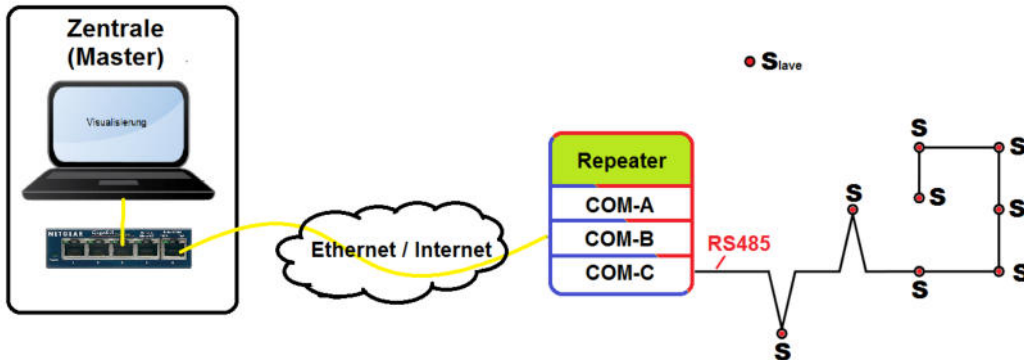 Zentrale
(Master)
Visualisierung
NETGEAR
Ethernet / Internet
Repeater
COM-A
COM-B
COM-C
RS485
Slave
S
S
S
S
S
S
S
S